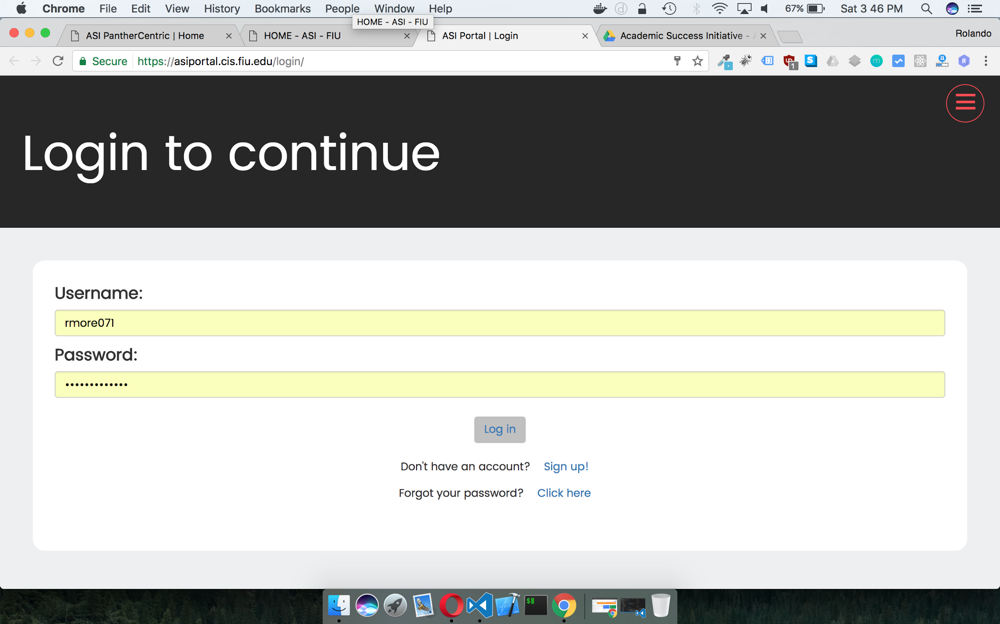 Chrome File Edit View History Bookmarks People Window Help 67% Sat 3 46 PM
HOME - ASI - FIU
ASI PantherCentric | Home HOME - ASI - FIU ASI Portal | Login Academic Success Initiative - Rolando
Secure https://asiportal.cis.fiu.edu/login/
Login to continue
Username:
rmore071
Password:
•••••••••••••
Log in
Don't have an account? Sign up!
Forgot your password? Click here